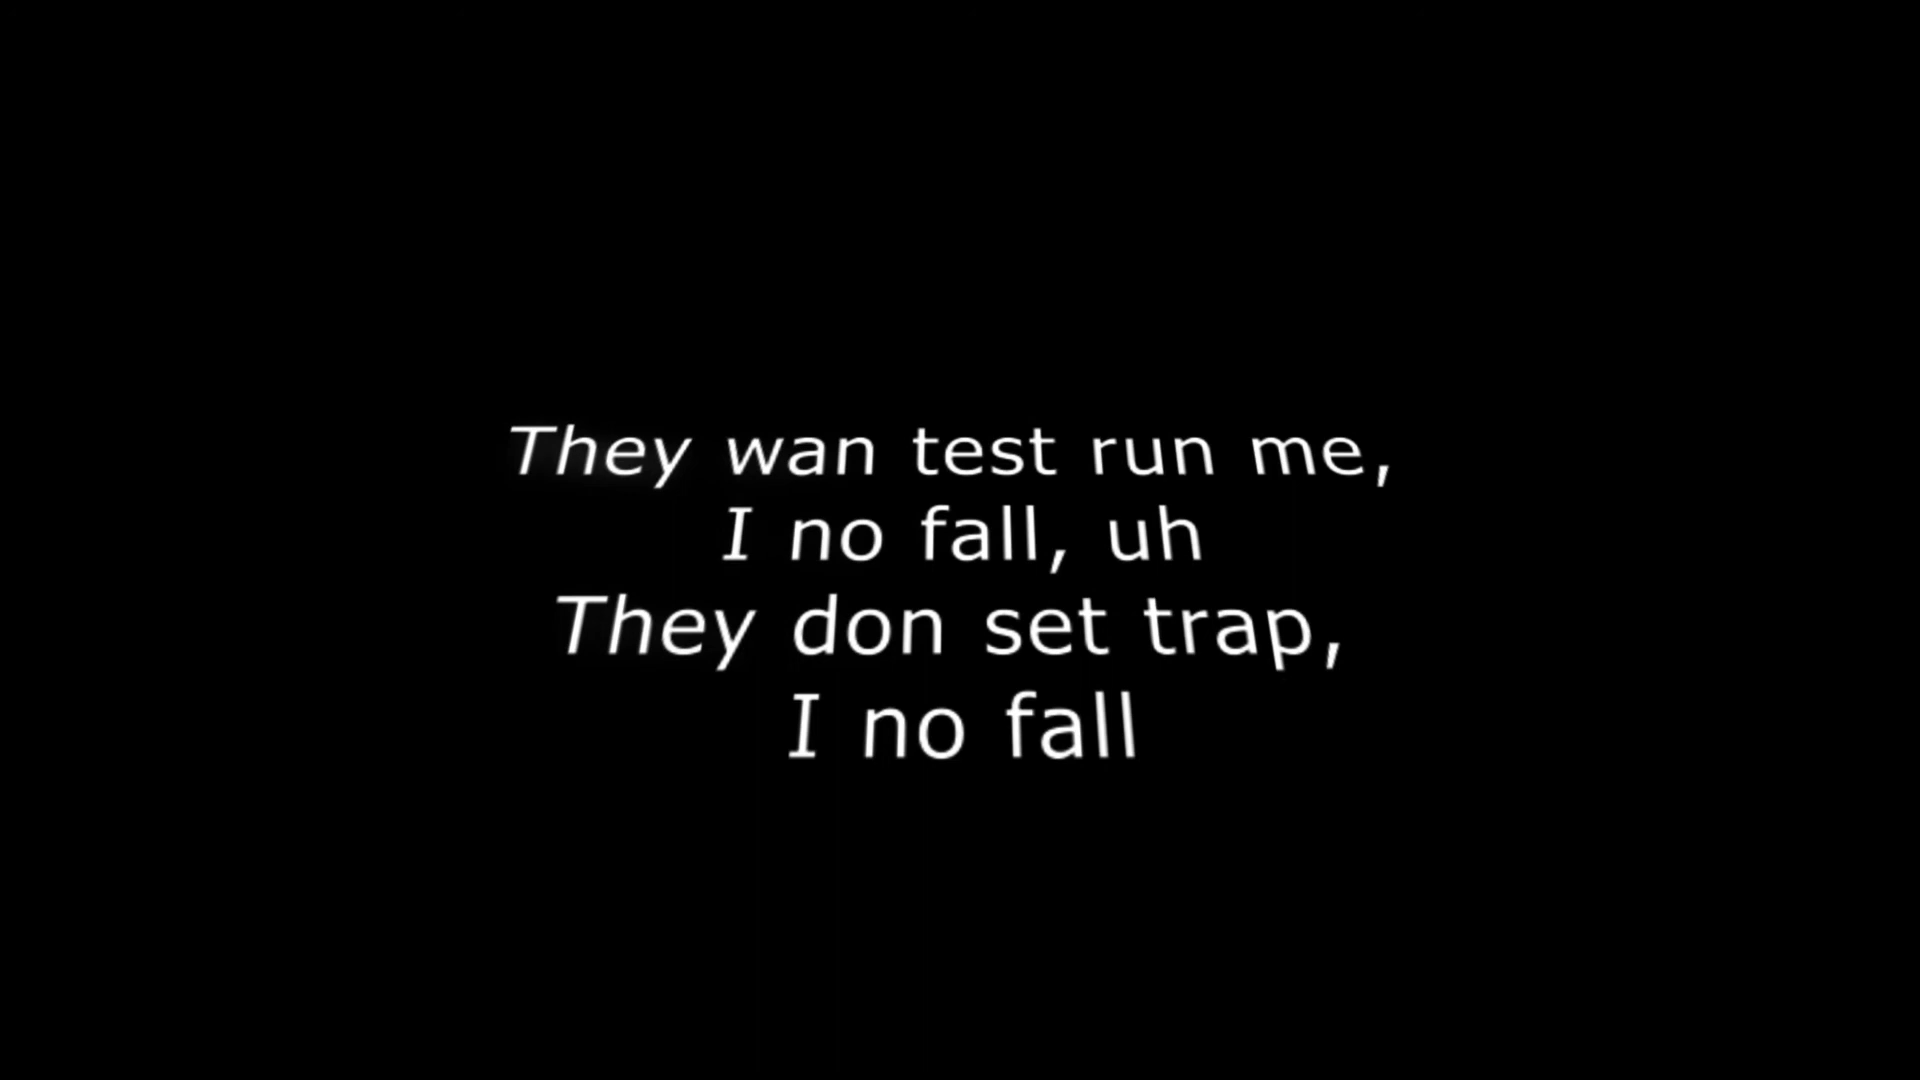 They wan test run me,
I no fall, uh
They don set trap,
I no fall